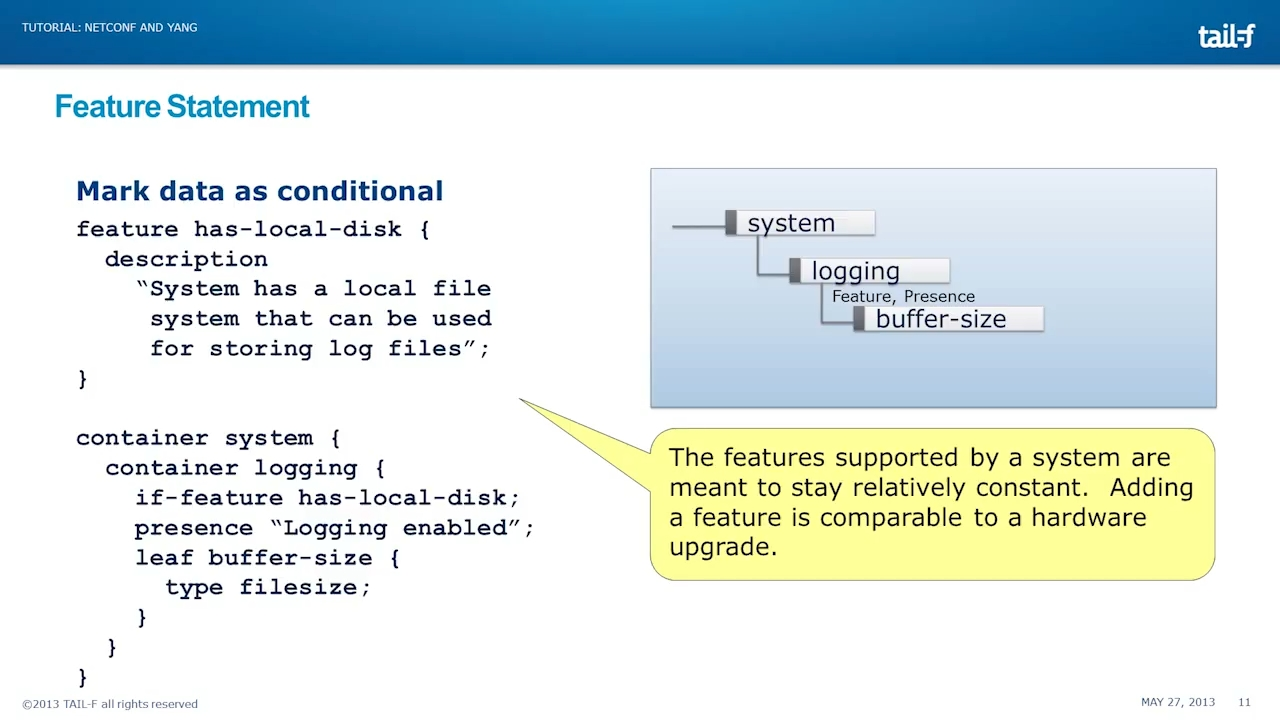 TUTORIAL: NETCONF AND YANG
tail-f
Feature Statement
Mark data as conditional
feature has-local-disk {
description
“System has a local file
system that can be used
for storing log files”;
}
container system {
container logging {
if-feature has-local-disk;
presence “Logging enabled”;
leaf buffer-size {
type filesize;
}
}
}
system
logging
Feature, Presence
buffer-size
The features supported by a system are
meant to stay relatively constant.  Adding
a feature is comparable to a hardware
upgrade.
©2013 TAIL-F all rights reserved
MAY 27, 2013 11